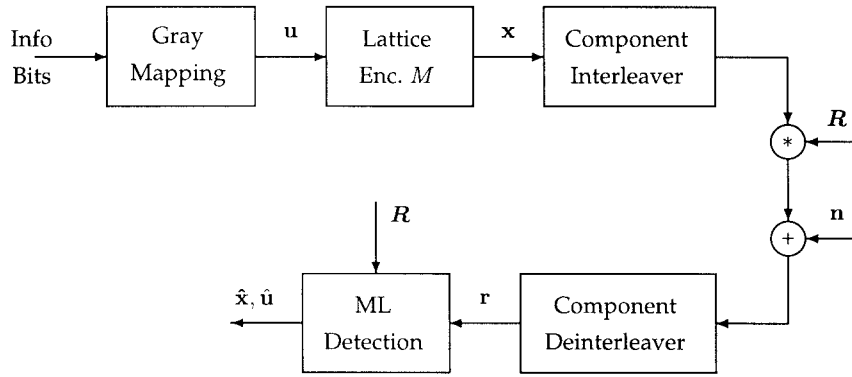 Info
Bits
Gray
Mapping
u
Lattice
Enc. M
x
Component
Interleaver
*
R
+
n
R
x̂, û
ML
Detection
r
Component
Deinterleaver